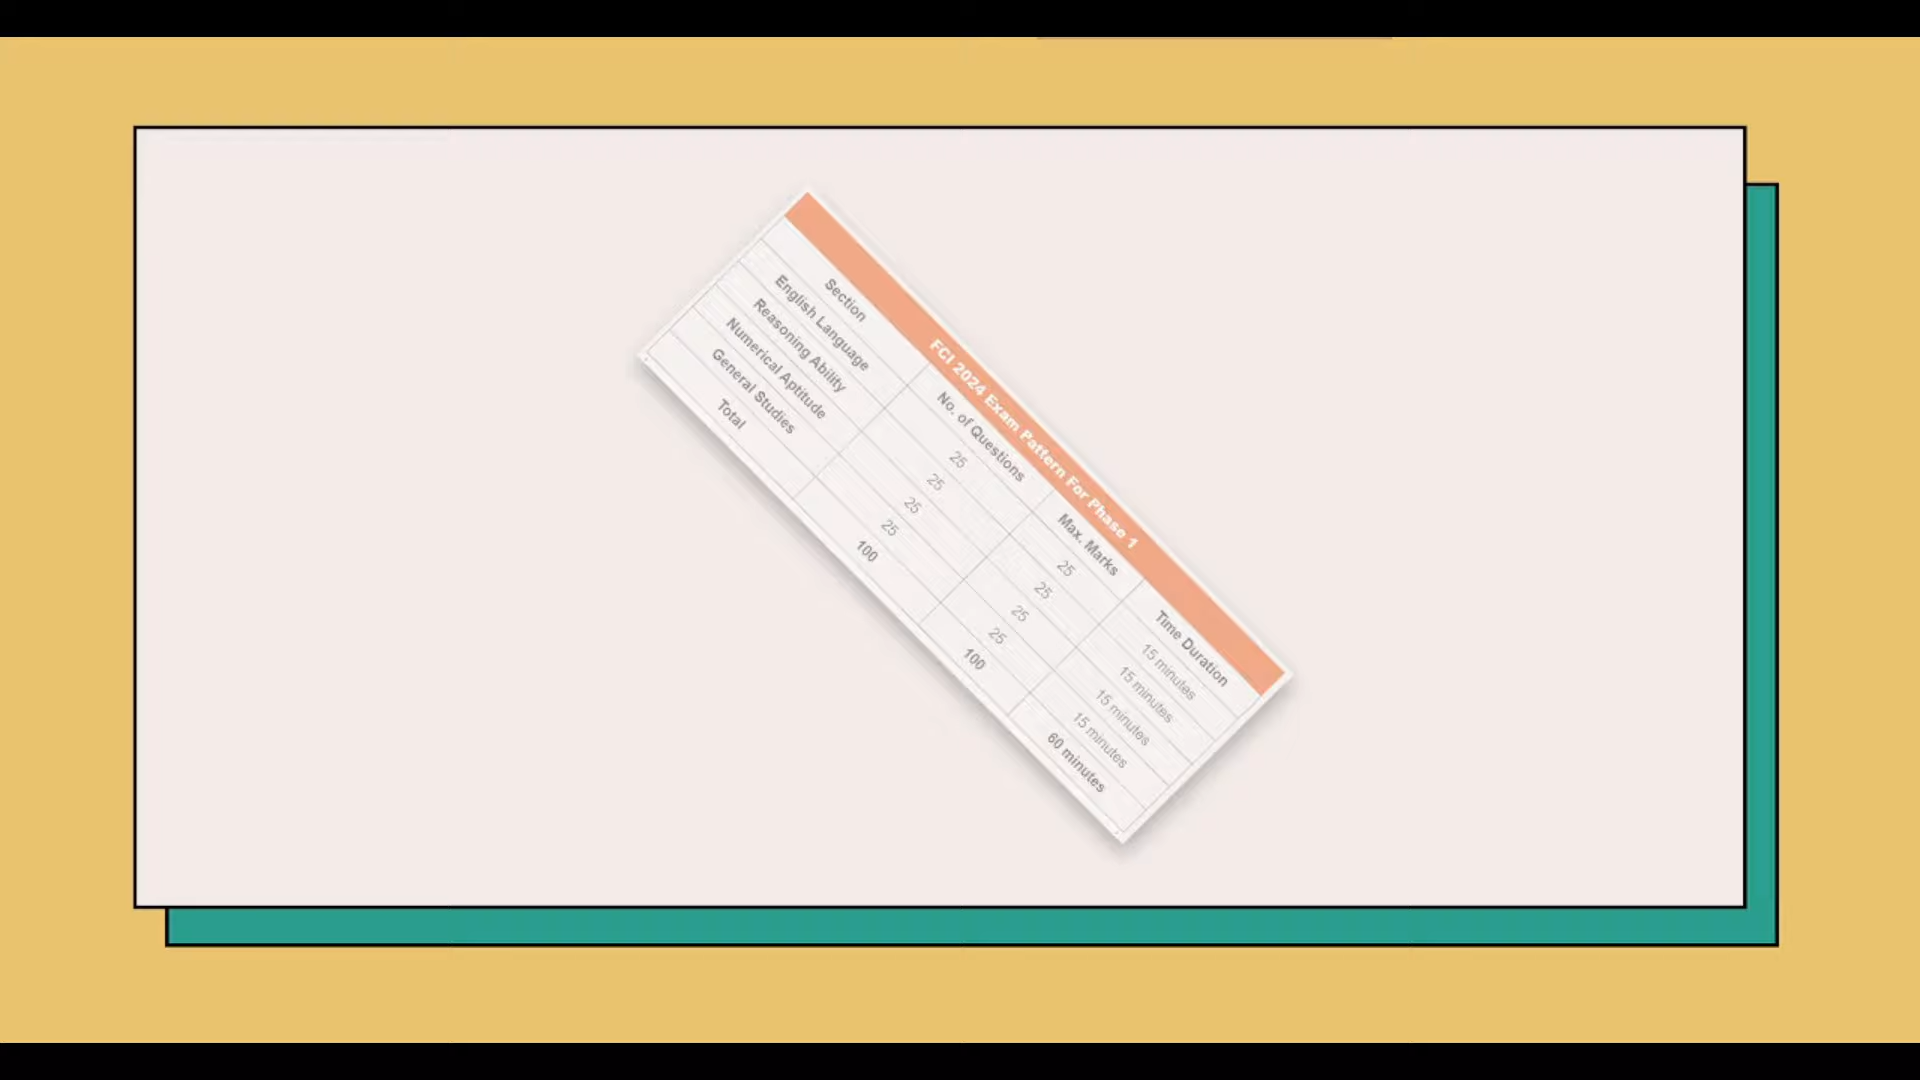 FCI 2024 Exam Pattern For Phase 1
Section No. of Questions Max. Marks Time Duration
English Language 25 25 15 minutes
Reasoning Ability 25 25 15 minutes
Numerical Aptitude 25 25 15 minutes
General Studies 25 25 15 minutes
Total 100 100 60 minutes